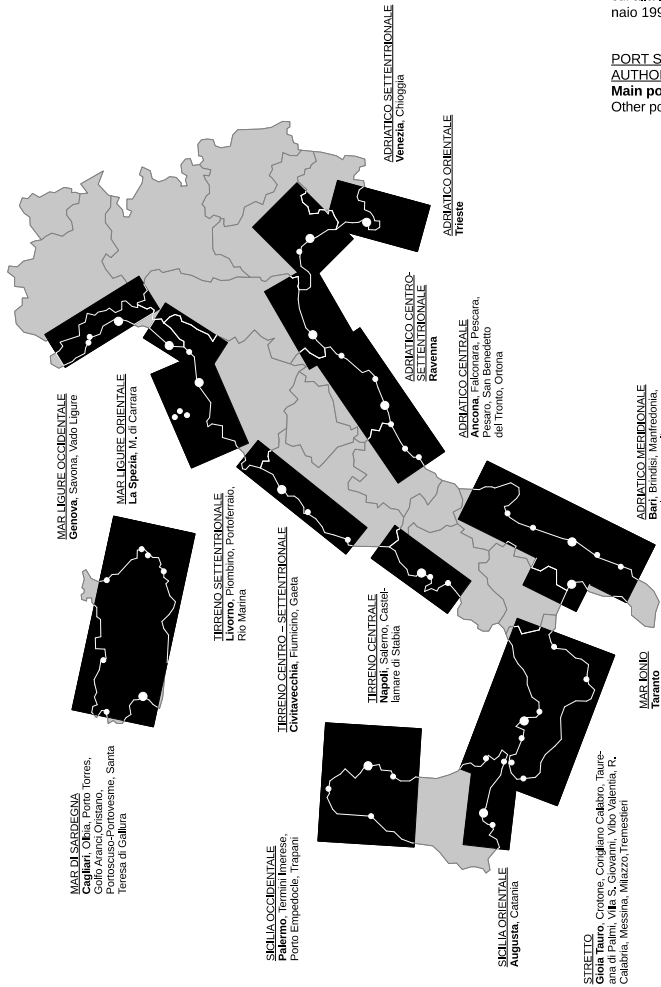 naio 199
PORT S
AUTHO
Main po
Other po
ADRIATICO SETTENTRIONALE
Venezia, Chioggia
ADRIATICO ORIENTALE
Trieste
ADRIATICO CENTRO-
SETTENTRIONALE
Ravenna
ADRIATICO CENTRALE
Ancona, Falconara, Pescara,
Pesaro, San Benedetto
del Tronto, Ortona
ADRIATICO MERIDIONALE
Bari, Brindisi, Manfredonia,
MAR LIGURE OCCIDENTALE
Genova, Savona, Vado Ligure
MAR LIGURE ORIENTALE
La Spezia, M. di Carrara
TIRRENO SETTENTRIONALE
Livorno, Piombino, Portoferraio,
Rio Marina
TIRRENO CENTRO – SETTENTRIONALE
Civitavecchia, Fiumicino, Gaeta
TIRRENO CENTRALE
Napoli, Salerno, Castel-
lamare di Stabia
MAR IONIO
Taranto
MAR DI SARDEGNA
Cagliari, Olbia, Porto Torres,
Golfo Aranci,Oristano,
Portoscuso-Portovesme, Santa
Teresa di Gallura
SICILIA OCCIDENTALE
Palermo, Termini Imerese,
Porto Empedocle, Trapani
SICILIA ORIENTALE
Augusta, Catania
STRETTO
Gioia Tauro, Crotone, Corigliano Calabro, Taure-
ana di Palmi, Villa S. Giovanni, Vibo Valentia, R.
Calabria, Messina, Milazzo,Tremestieri